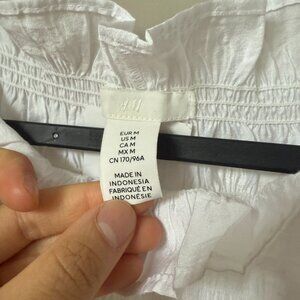 H&M
EUR M
US M
CA M
MX M
CN 170/96A
MADE IN
INDONESIA
FABRIQUÉ EN
INDONÉSIE